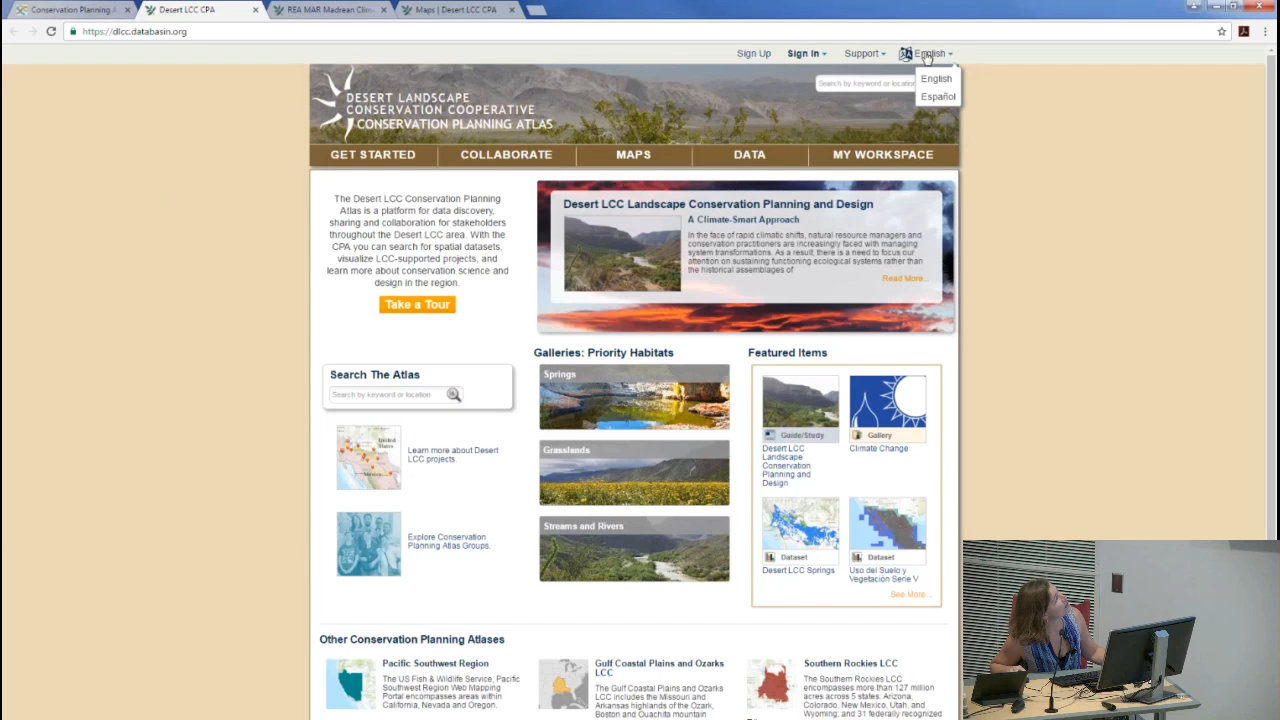 Conservation Planning A
Desert LCC CPA
REA MAR Madrean Clim
Maps | Desert LCC CPA
https://dlcc.databasin.org
Sign Up
Sign In
Support
English
English
Español
Search by keyword or location
DESERT LANDSCAPE
CONSERVATION COOPERATIVE
CONSERVATION PLANNING ATLAS
GET STARTED
COLLABORATE
MAPS
DATA
MY WORKSPACE
The Desert LCC Conservation Planning
Atlas is a platform for data discovery,
sharing and collaboration for stakeholders
throughout the Desert LCC area. With the
CPA you can search for spatial datasets,
visualize LCC-supported projects, and
learn more about conservation science and
design in the region.
Take a Tour
Desert LCC Landscape Conservation Planning and Design
A Climate-Smart Approach
In the face of rapid climatic shifts, natural resource managers and
conservation practitioners are increasingly faced with managing
system transformations. As a result, there is a need to focus our
attention on sustaining functioning ecological systems rather than
the historical assemblages of
Read More...
Search The Atlas
Search by keyword or location
Learn more about Desert
LCC projects.
Explore Conservation
Planning Atlas Groups.
Galleries: Priority Habitats
Springs
Grasslands
Streams and Rivers
Featured Items
Guide/Study
Desert LCC
Landscape
Conservation
Planning and
Design
Gallery
Climate Change
Dataset
Desert LCC Springs
Dataset
Uso del Suelo y
Vegetación Serie V
See More...
Other Conservation Planning Atlases
Pacific Southwest Region
The US Fish & Wildlife Service, Pacific
Southwest Region Web Mapping
Portal encompasses areas within
California, Nevada and Oregon.
Gulf Coastal Plains and Ozarks
LCC
The Gulf Coastal Plains and Ozarks
LCC includes the Missouri and
Arkansas highlands of the Ozark,
Boston and Ouachita mountain
Southern Rockies LCC
The Southern Rockies LCC
encompasses more than 127 million
acres across 5 states: Arizona,
Colorado, New Mexico, Utah, and
Wyoming; and 31 federally recognized